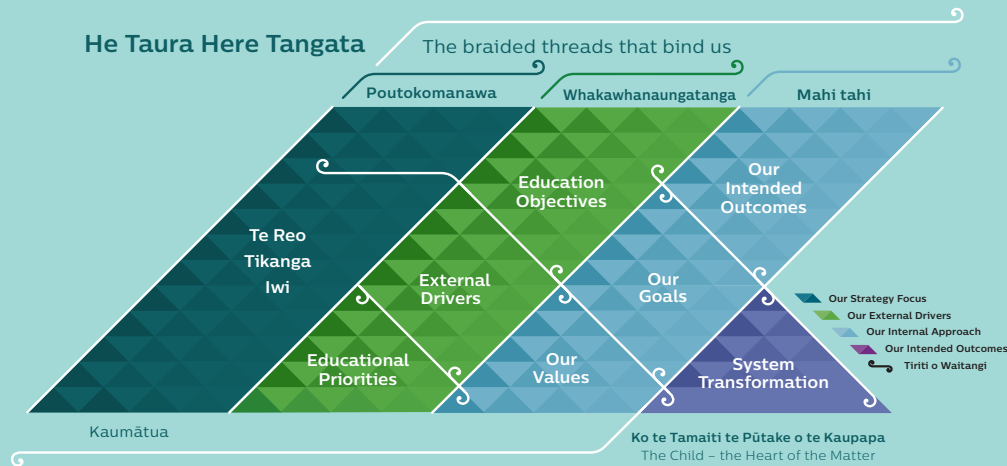 He Taura Here Tangata
The braided threads that bind us
Poutokomanawa
Whakawhanaungatanga
Mahi tahi
Te Reo
Tikanga
Iwi
Education
Objectives
Our
Intended
Outcomes
External
Drivers
Our
Goals
Educational
Priorities
Our
Values
System
Transformation
Our Strategy Focus
Our External Drivers
Our Internal Approach
Our Intended Outcomes
Tiriti o Waitangi
Kaumātua
Ko te Tamaiti te Pūtake o te Kaupapa
The Child – the Heart of the Matter